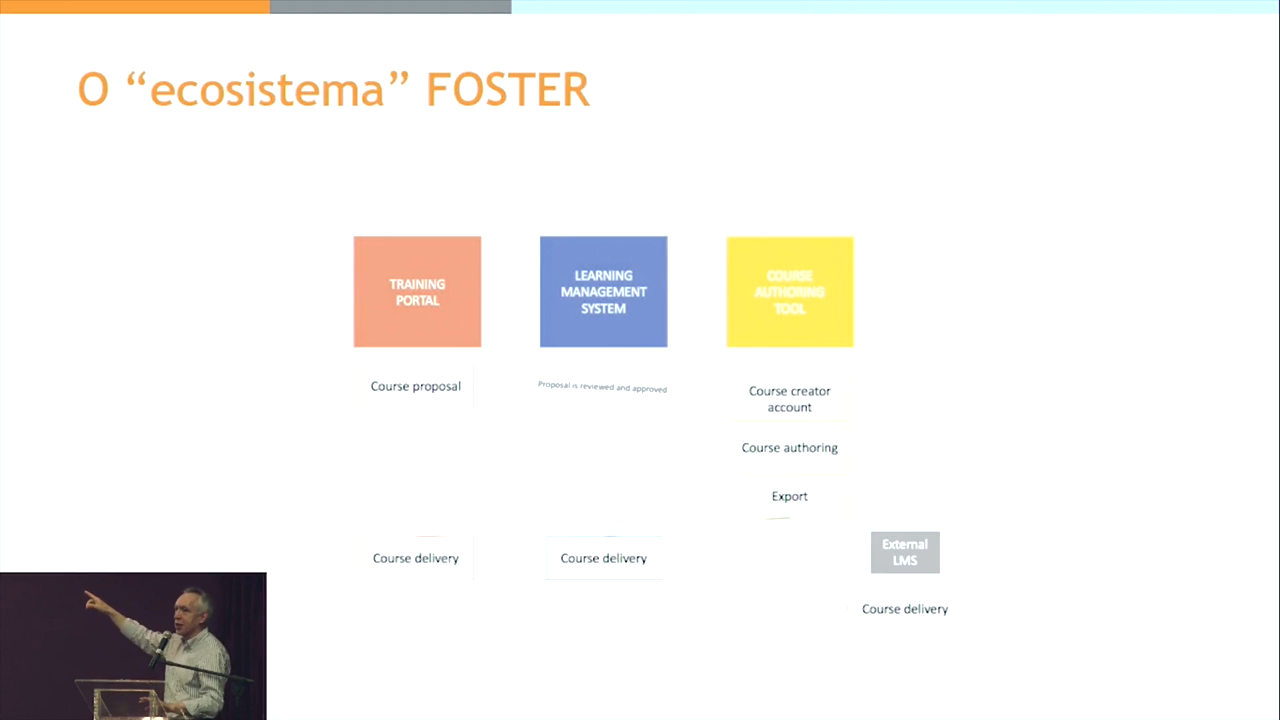 O “ecosistema” FOSTER
TRAINING
PORTAL
LEARNING
MANAGEMENT
SYSTEM
COURSE
AUTHORING
TOOL
Course proposal
Proposal is reviewed and approved
Course creator
account
Course authoring
Export
External
LMS
Course delivery
Course delivery
Course delivery